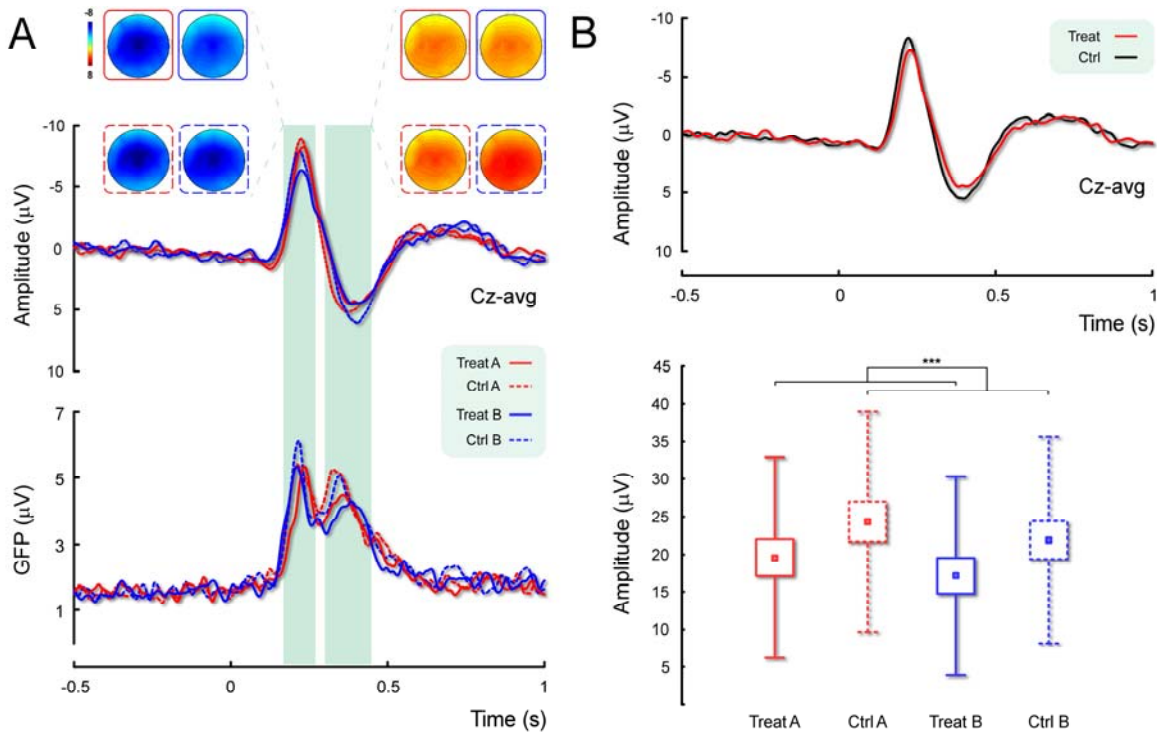 A
-8
8
-10
-5
0
5
10
Amplitude (μV)
Cz-avg
Treat A
Ctrl A
Treat B
Ctrl B
7
5
3
1
GFP (μV)
-0.5
0
0.5
1
Time (s)
B
-10
-5
0
5
10
Amplitude (μV)
Treat
Ctrl
Cz-avg
-0.5
0
0.5
1
Time (s)
45
40
35
30
25
20
15
10
5
Amplitude (μV)
***
Treat A
Ctrl A
Treat B
Ctrl B